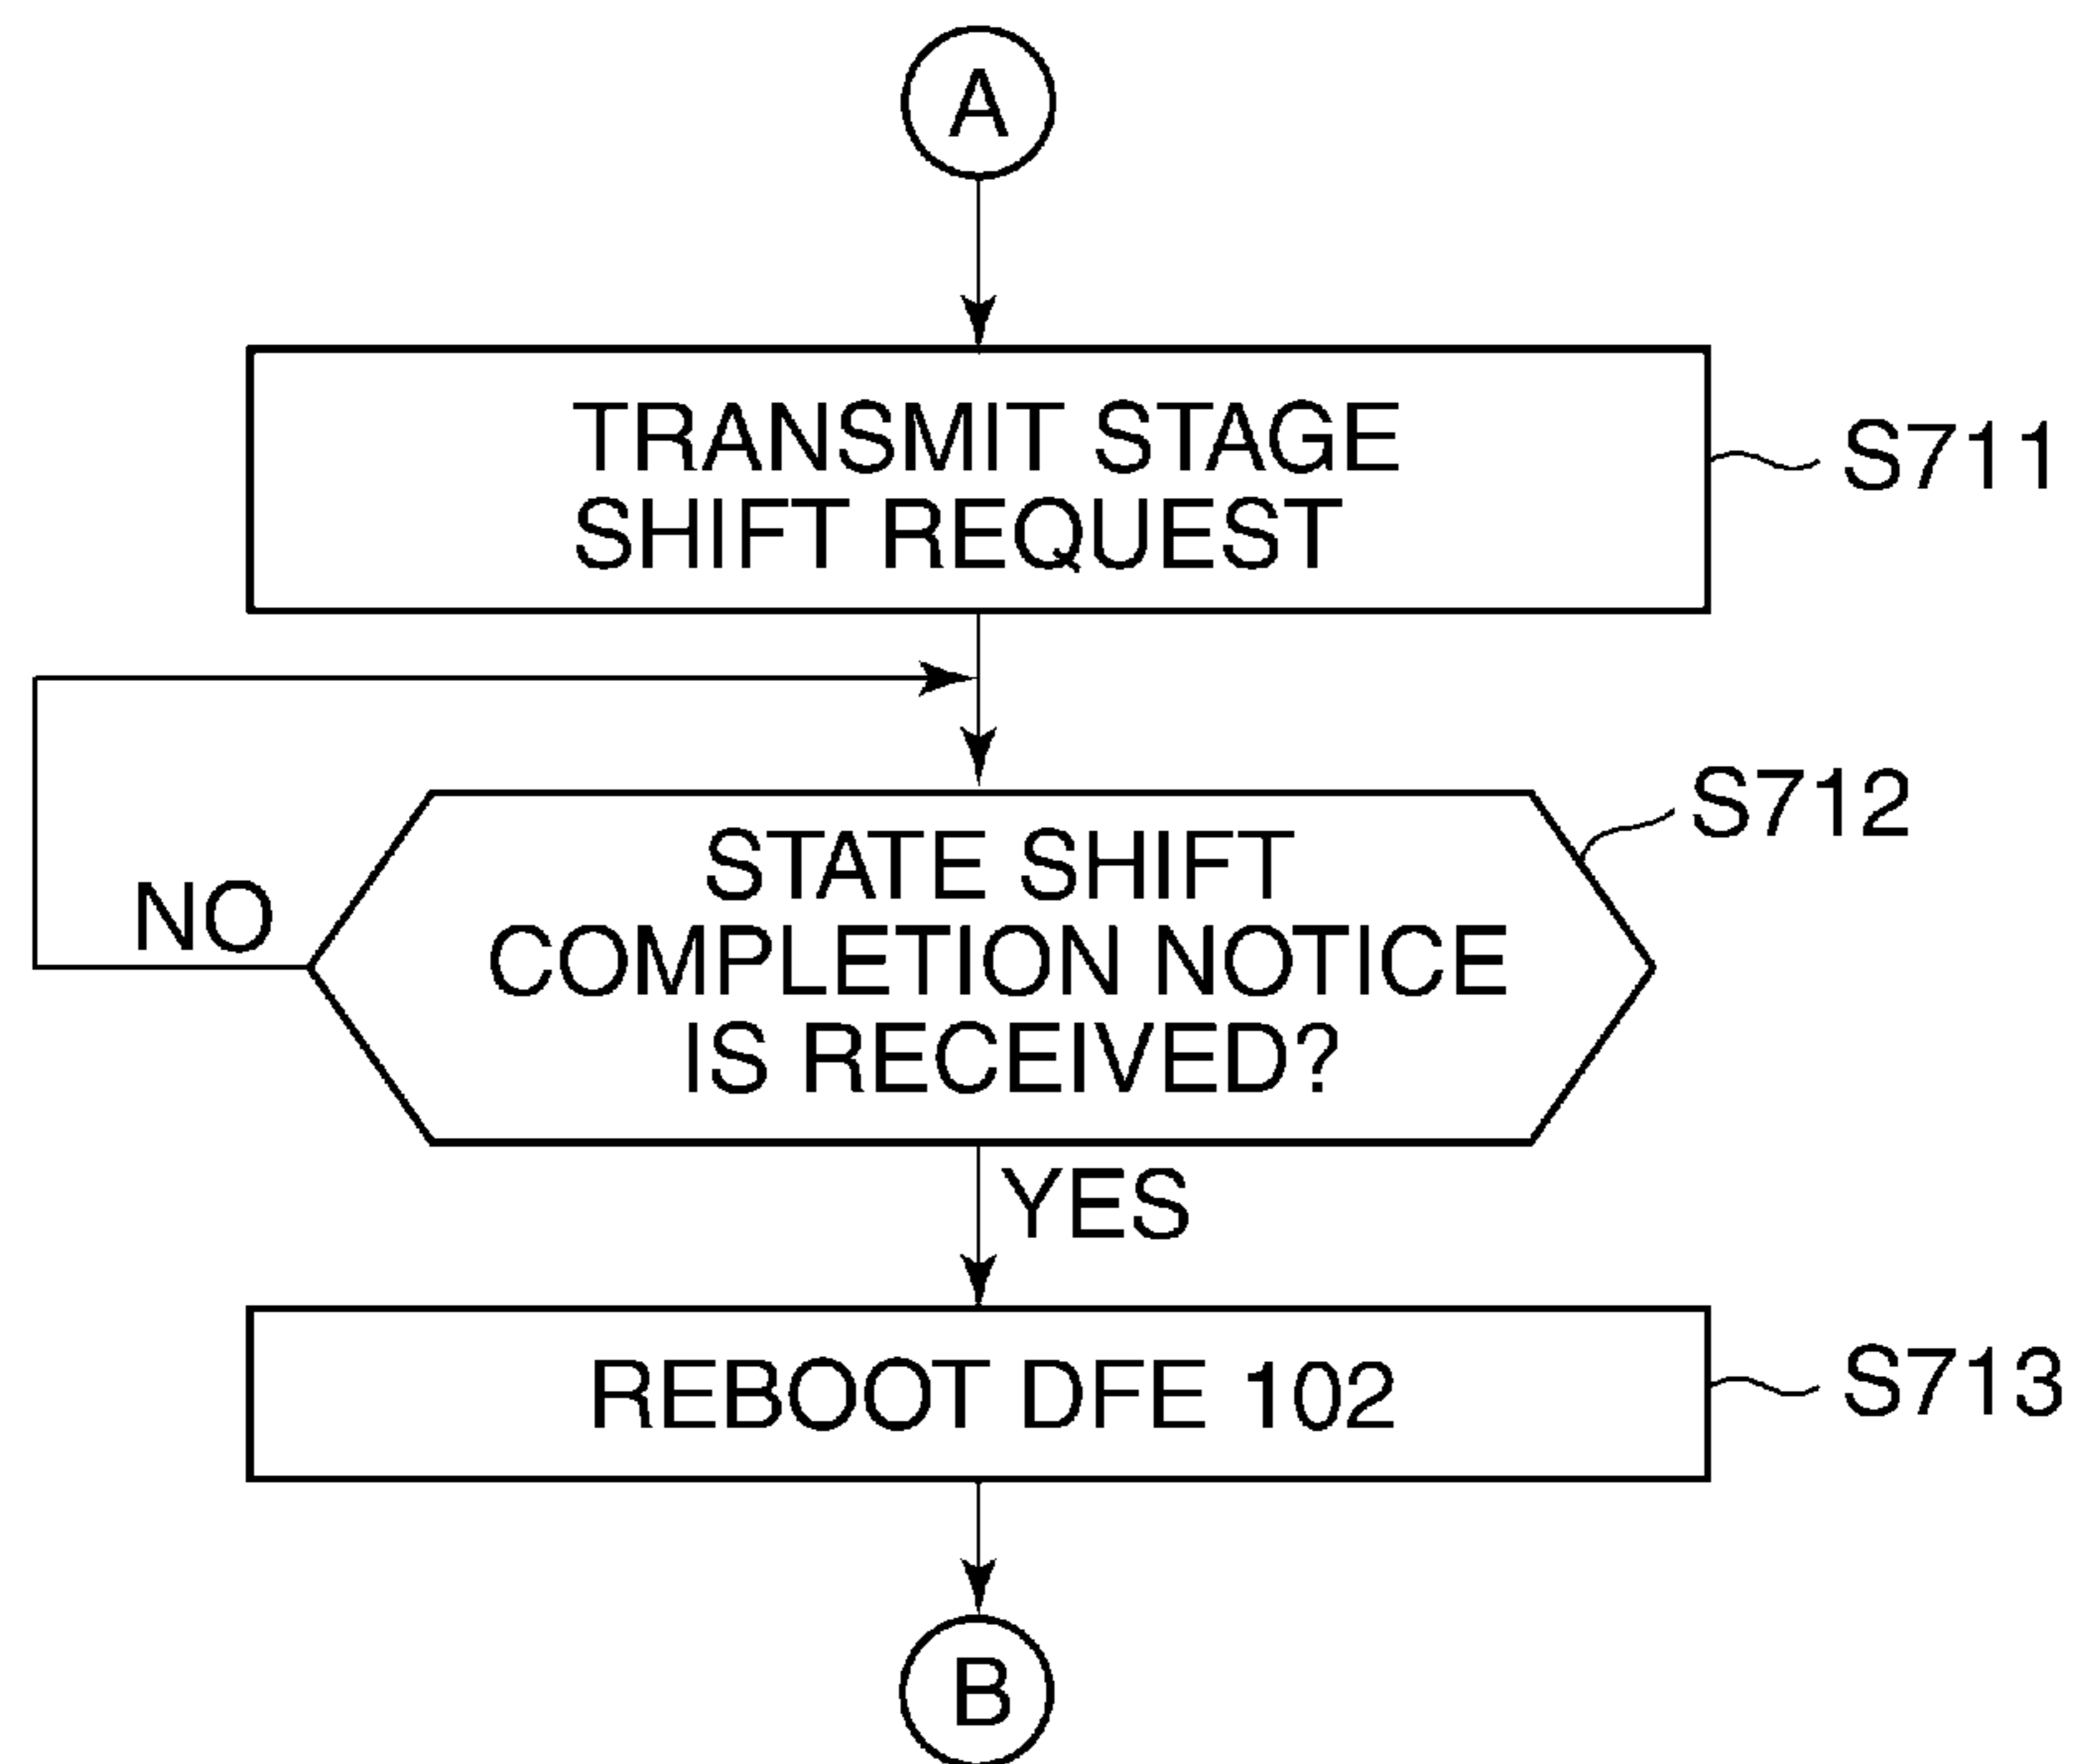 A
TRANSMIT STAGE
SHIFT REQUEST
S711
S712
STATE SHIFT
COMPLETION NOTICE
IS RECEIVED?
NO
YES
REBOOT DFE 102
S713
B